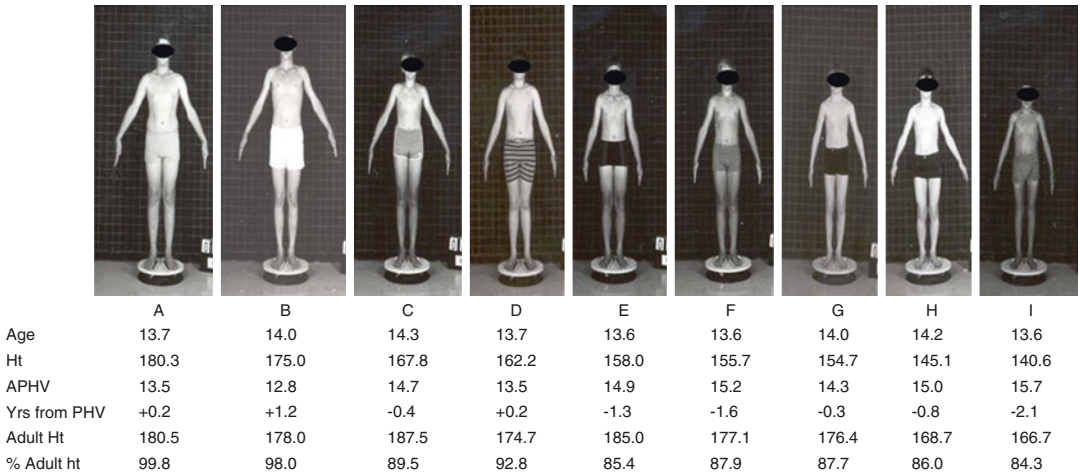 A B C D E F G H I
Age 13.7 14.0 14.3 13.7 13.6 13.6 14.0 14.2 13.6
Ht 180.3 175.0 167.8 162.2 158.0 155.7 154.7 145.1 140.6
APHV 13.5 12.8 14.7 13.5 14.9 15.2 14.3 15.0 15.7
Yrs from PHV +0.2 +1.2 -0.4 +0.2 -1.3 -1.6 -0.3 -0.8 -2.1
Adult Ht 180.5 178.0 187.5 174.7 185.0 177.1 176.4 168.7 166.7
% Adult ht 99.8 98.0 89.5 92.8 85.4 87.9 87.7 86.0 84.3